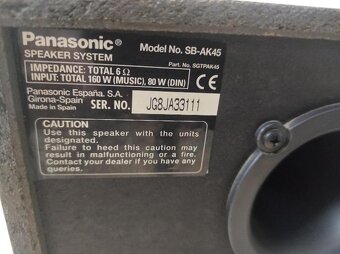 Panasonic®
Model No. SB-AK45
SPEAKER SYSTEM
Part. No. SGTPAK45
IMPEDANCE: TOTAL 6 Ω
INPUT: TOTAL 160 W (MUSIC), 80 W (DIN)
Panasonic España. S.A.
Girona-Spain
Made in Spain
SER. NO. JG8JA33111
CAUTION
Use this speaker with the units
designated.
Failure to heed this caution may
result in malfunctioning or a fire.
Contact your dealer if you have any
queries.